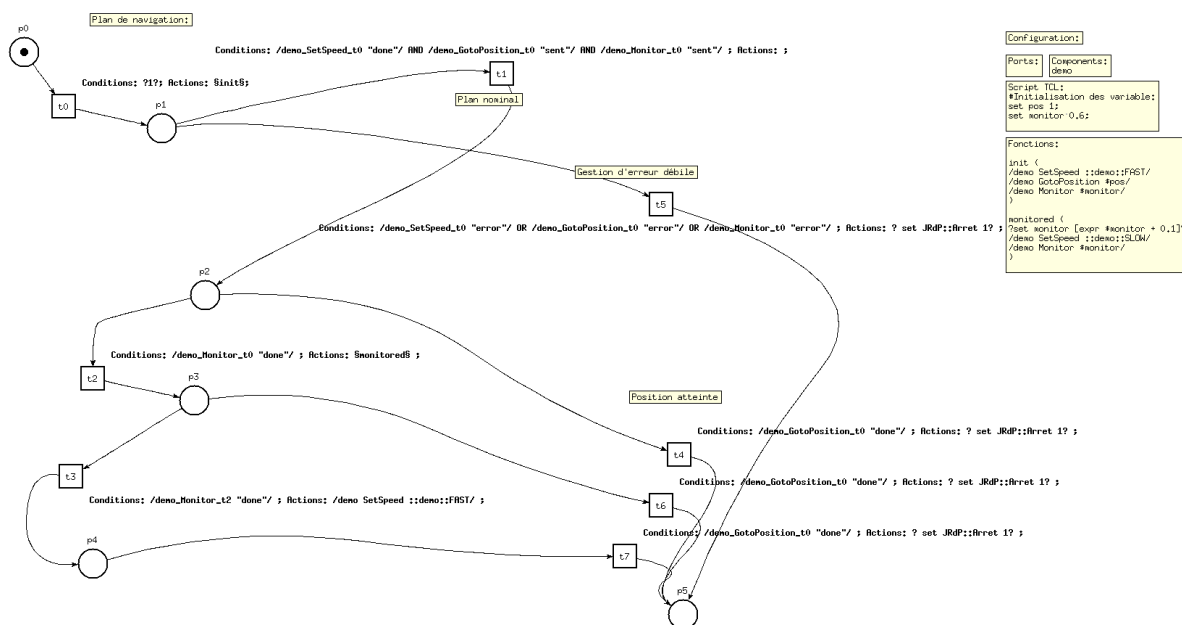 Plan de navigation:
p0
Conditions: /demo_SetSpeed_t0 "done"/ AND /demo_GotoPosition_t0 "sent"/ AND /demo_Monitor_t0 "sent"/ ; Actions: ;
t1
Conditions: ?1?; Actions: §init§;
t0
p1
Plan nominal
Gestion d'erreur débile
t5
Conditions: /demo_SetSpeed_t0 "error"/ OR /demo_GotoPosition_t0 "error"/ OR /demo_Monitor_t0 "error"/ ; Actions: ? set JRdP::Arret 1? ;
p2
Conditions: /demo_Monitor_t0 "done"/ ; Actions: §monitored§ ;
t2
p3
Position atteinte
Conditions: /demo_GotoPosition_t0 "done"/ ; Actions: ? set JRdP::Arret 1? ;
t4
t3
Conditions: /demo_GotoPosition_t0 "done"/ ; Actions: ? set JRdP::Arret 1? ;
Conditions: /demo_Monitor_t2 "done"/ ; Actions: /demo SetSpeed ::demo::FAST/ ;
t6
Conditions: /demo_GotoPosition_t0 "done"/ ; Actions: ? set JRdP::Arret 1? ;
p4
t7
p5
Configuration:
Ports:
Components:
demo
Script TCL:
#Initialisation des variable:
set pos 1;
set monitor 0.6;
Fonctions:
init (
/demo SetSpeed ::demo::FAST/
/demo GotoPosition *pos/
/demo Monitor *monitor/
)
monitored (
?set monitor [expr *monitor + 0.1]?
/demo SetSpeed ::demo::SLOW/
/demo Monitor *monitor/
)